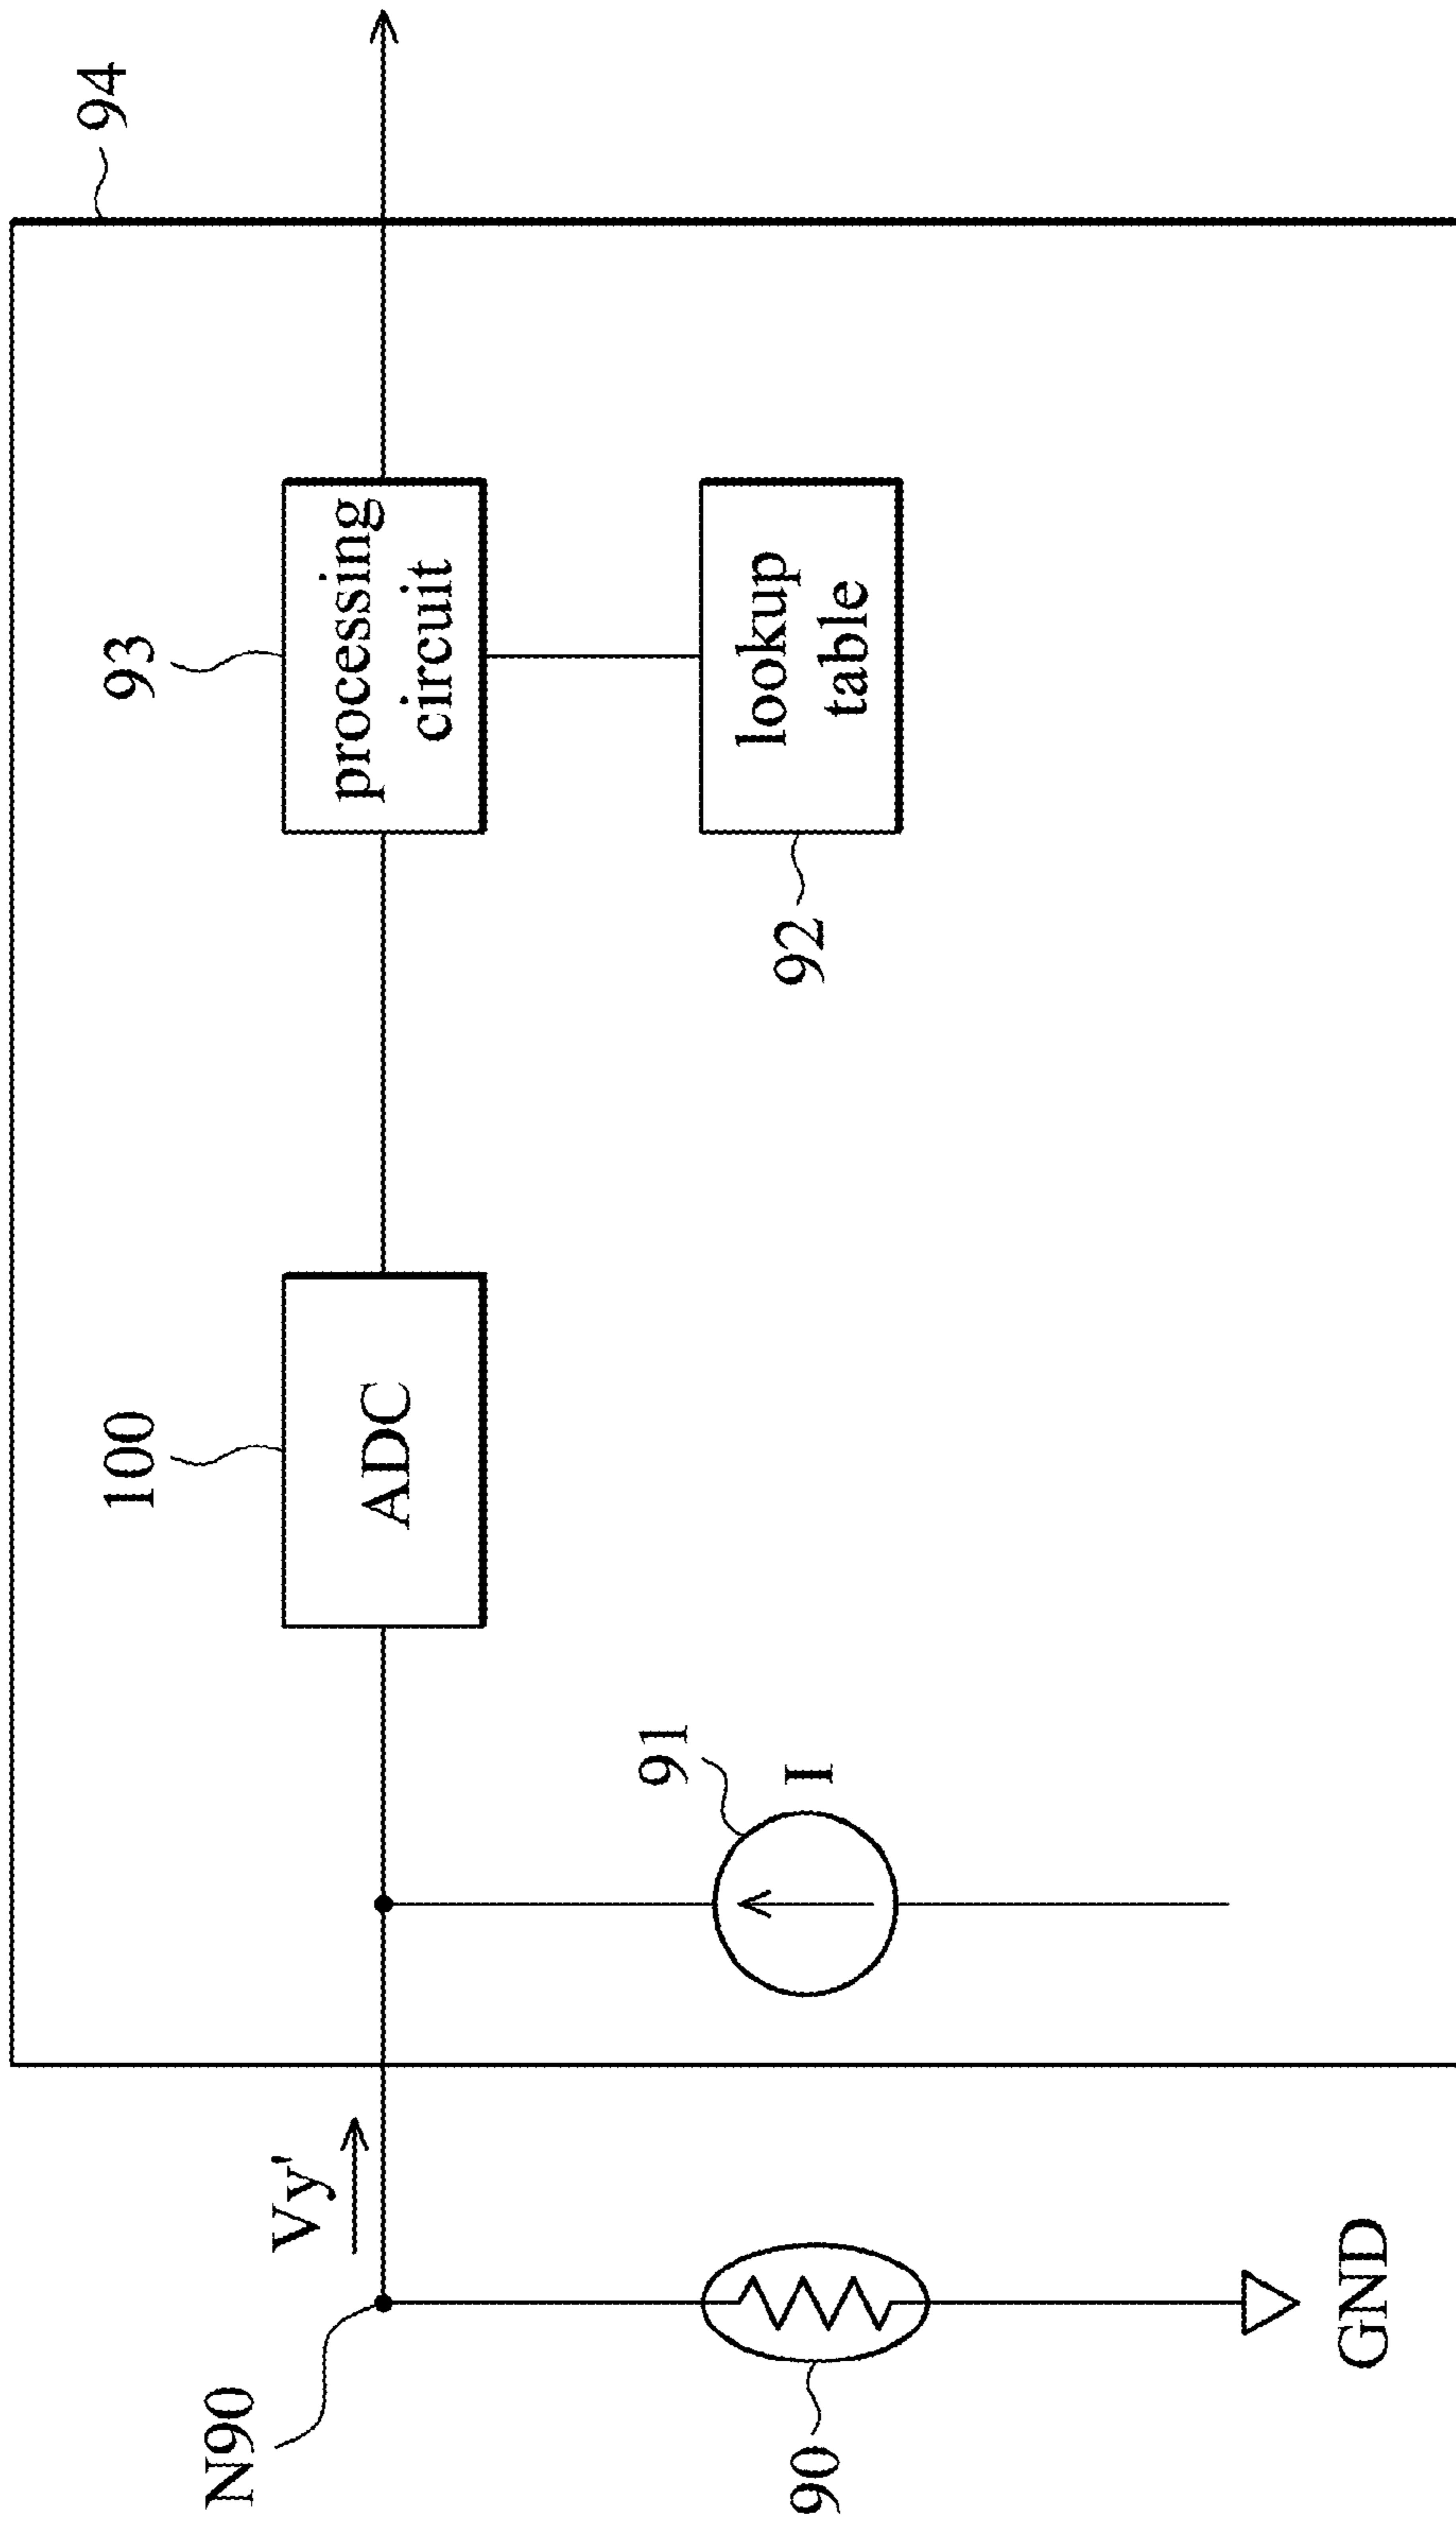 94
93
100
processing
circuit
ADC
lookup
table
92
91
I
Vy'
N90
90
GND